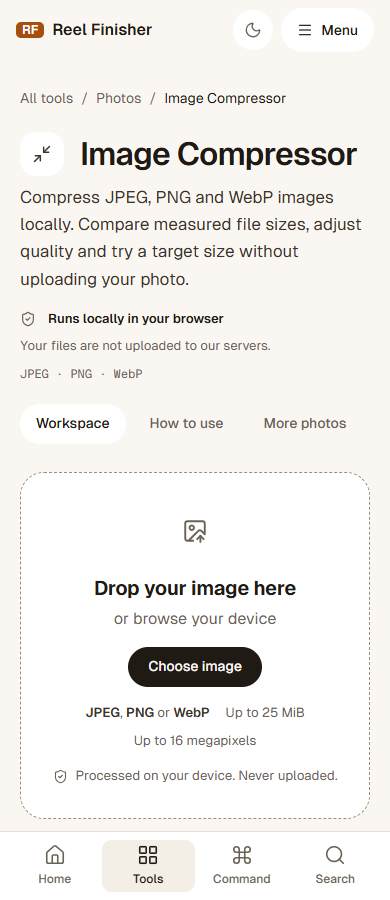 RF Reel Finisher
Menu
All tools / Photos / Image Compressor
Image Compressor
Compress JPEG, PNG and WebP images
locally. Compare measured file sizes, adjust
quality and try a target size without
uploading your photo.
Runs locally in your browser
Your files are not uploaded to our servers.
JPEG · PNG · WebP
Workspace How to use More photos
Drop your image here
or browse your device
Choose image
JPEG, PNG or WebP Up to 25 MiB
Up to 16 megapixels
Processed on your device. Never uploaded.
Home Tools Command Search